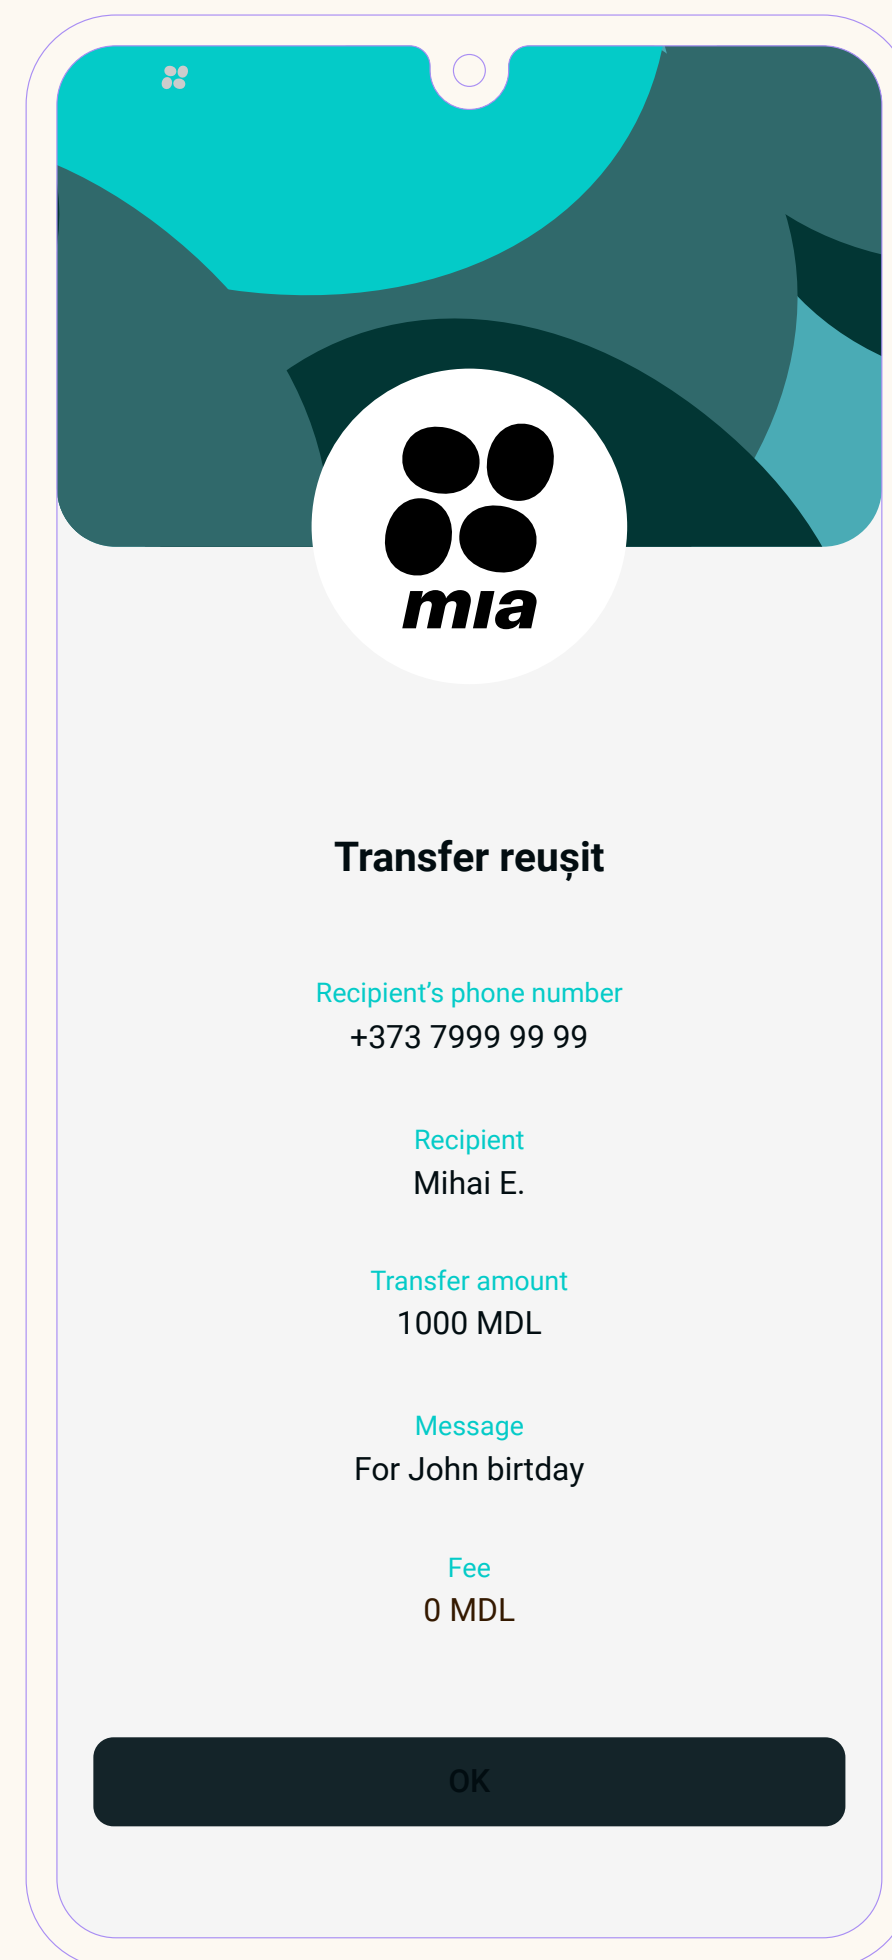 mıa
Transfer reușit
Recipient’s phone number
+373 7999 99 99
Recipient
Mihai E.
Transfer amount
1000 MDL
Message
For John birtday
Fee
0 MDL
OK